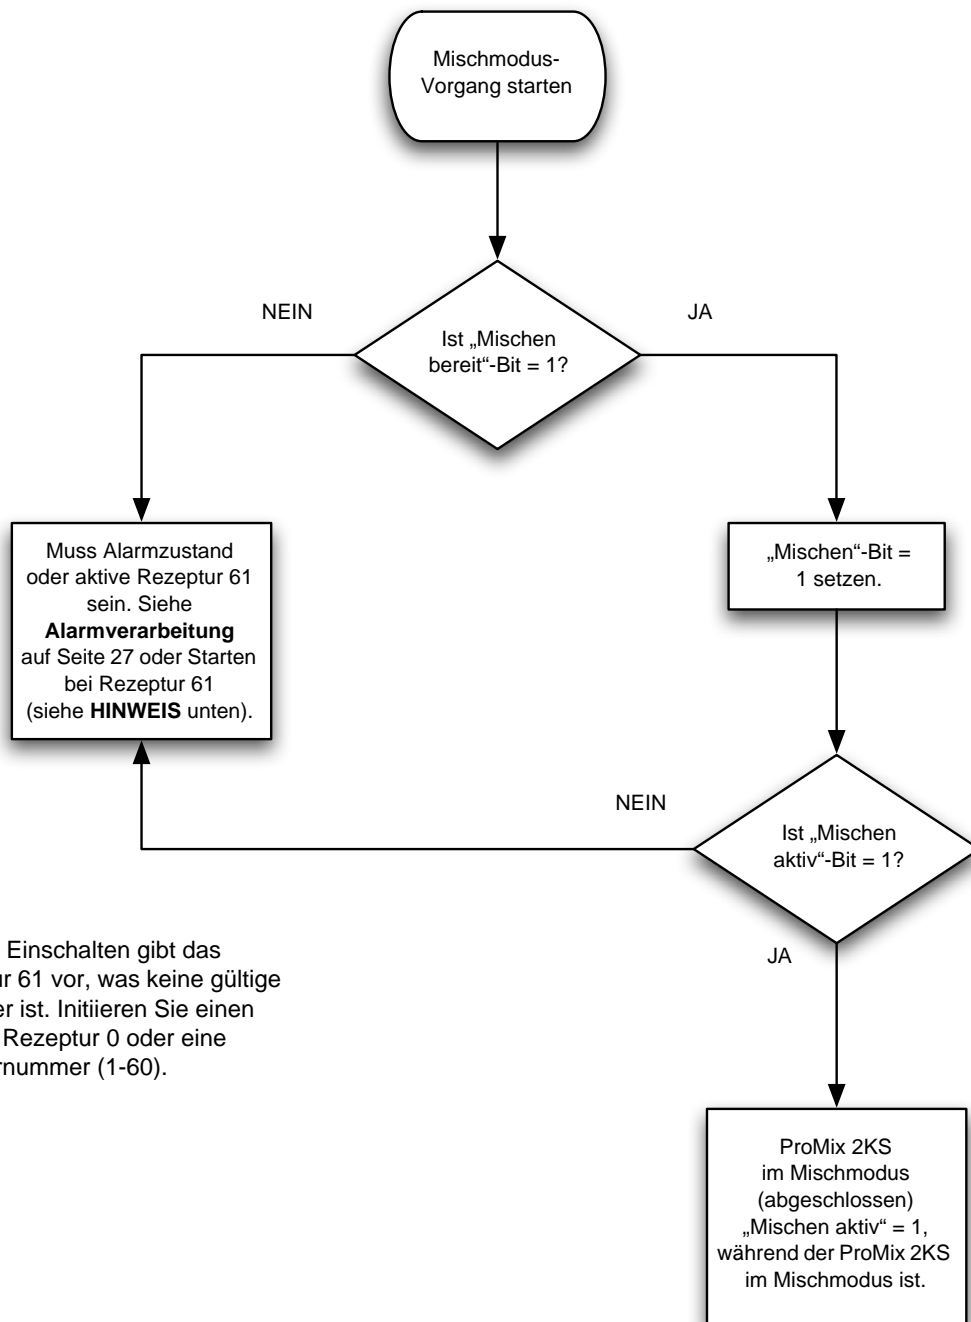 Mischmodus-
Vorgang starten
NEIN
JA
Ist „Mischen
bereit“-Bit = 1?
Muss Alarmzustand
oder aktive Rezeptur 61
sein. Siehe
Alarmverarbeitung
auf Seite 27 oder Starten
bei Rezeptur 61
(siehe HINWEIS unten).
„Mischen“-Bit =
1 setzen.
NEIN
Ist „Mischen
aktiv“-Bit = 1?
JA
Einschalten gibt das
61 vor, was keine gültige
ist. Initiieren Sie einen
Rezeptur 0 oder eine
(1-60).
ProMix 2KS
im Mischmodus
(abgeschlossen)
„Mischen aktiv“ = 1,
während der ProMix 2KS
im Mischmodus ist.